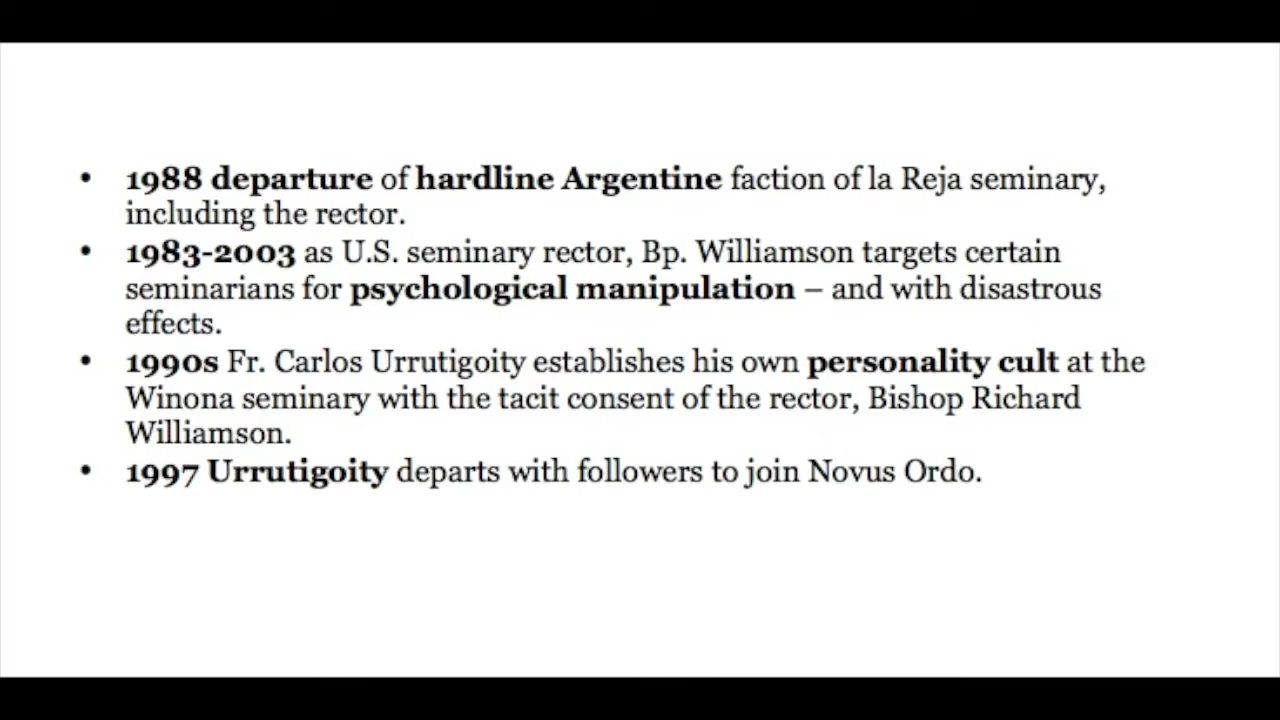 • 1988 departure of hardline Argentine faction of la Reja seminary,
including the rector.
• 1983-2003 as U.S. seminary rector, Bp. Williamson targets certain
seminarians for psychological manipulation – and with disastrous
effects.
• 1990s Fr. Carlos Urrutigoity establishes his own personality cult at the
Winona seminary with the tacit consent of the rector, Bishop Richard
Williamson.
• 1997 Urrutigoity departs with followers to join Novus Ordo.